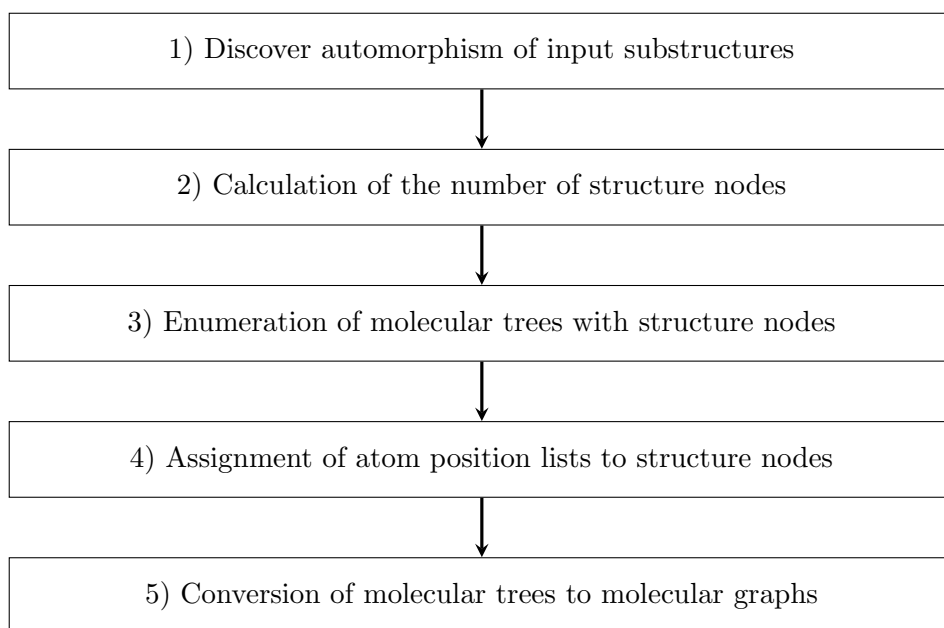 1) Discover automorphism of input substructures
2) Calculation of the number of structure nodes
3) Enumeration of molecular trees with structure nodes
4) Assignment of atom position lists to structure nodes
5) Conversion of molecular trees to molecular graphs